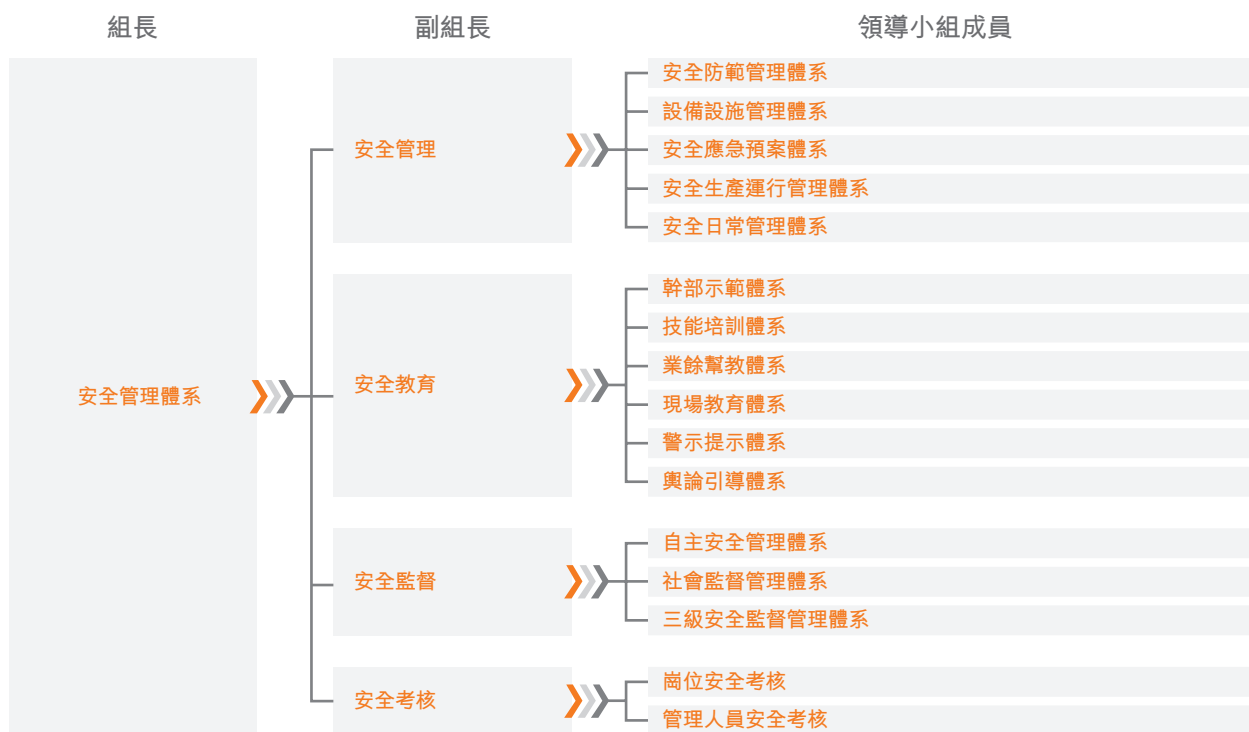 組長
副組長
領導小組成員
安全管理體系
安全管理
安全防範管理體系
設備設施管理體系
安全應急預案體系
安全生產運行管理體系
安全日常管理體系
安全教育
幹部示範體系
技能培訓體系
業餘幫教體系
現場教育體系
警示提示體系
輿論引導體系
安全監督
自主安全管理體系
社會監督管理體系
三級安全監督管理體系
安全考核
崗位安全考核
管理人員安全考核